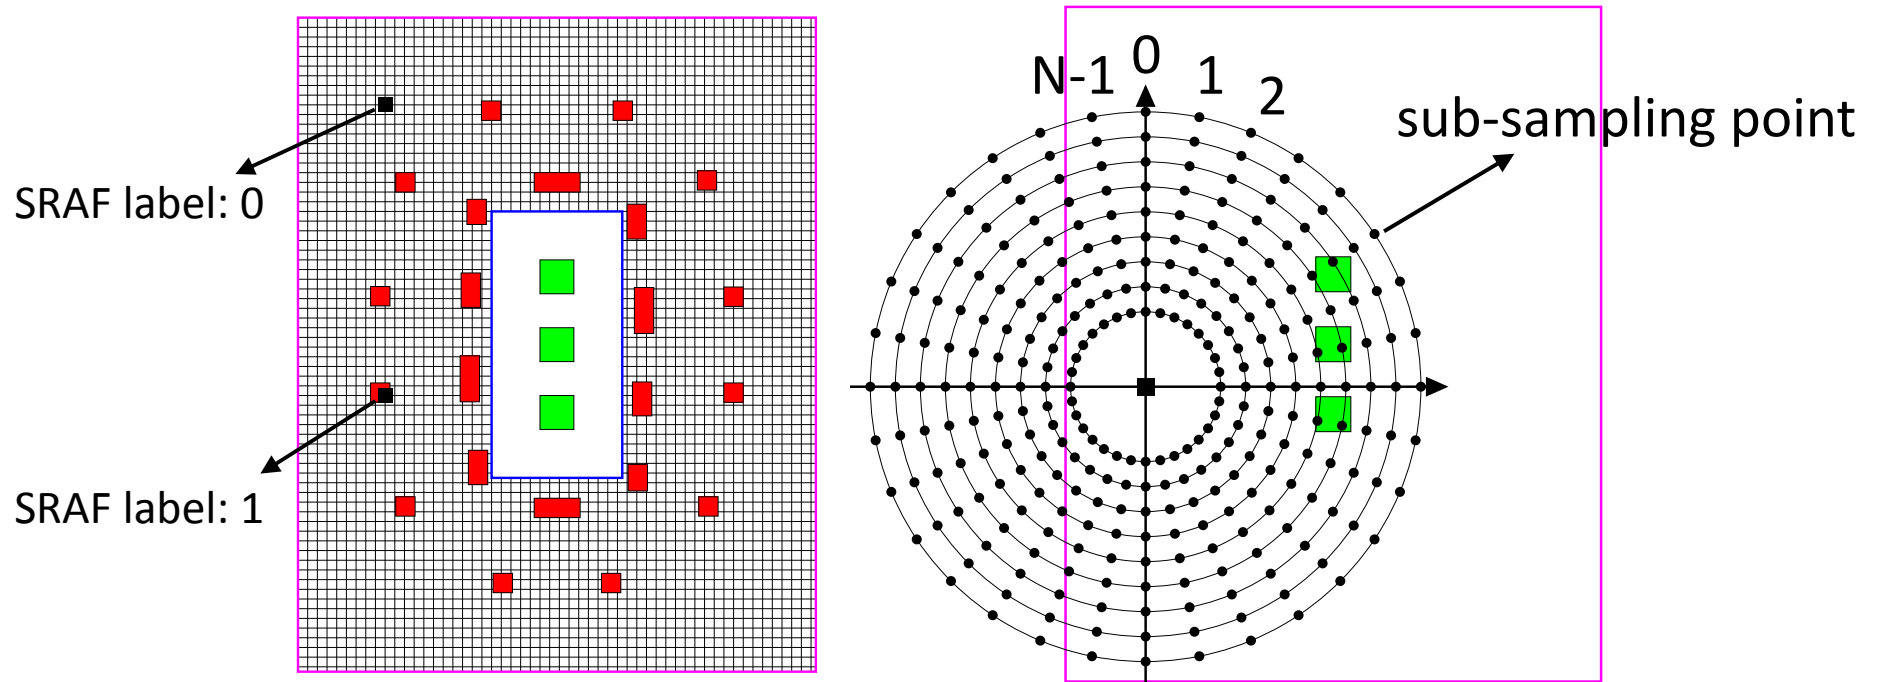 SRAF label: 0
SRAF label: 1
N-1 0 1 2
sub-sampling point